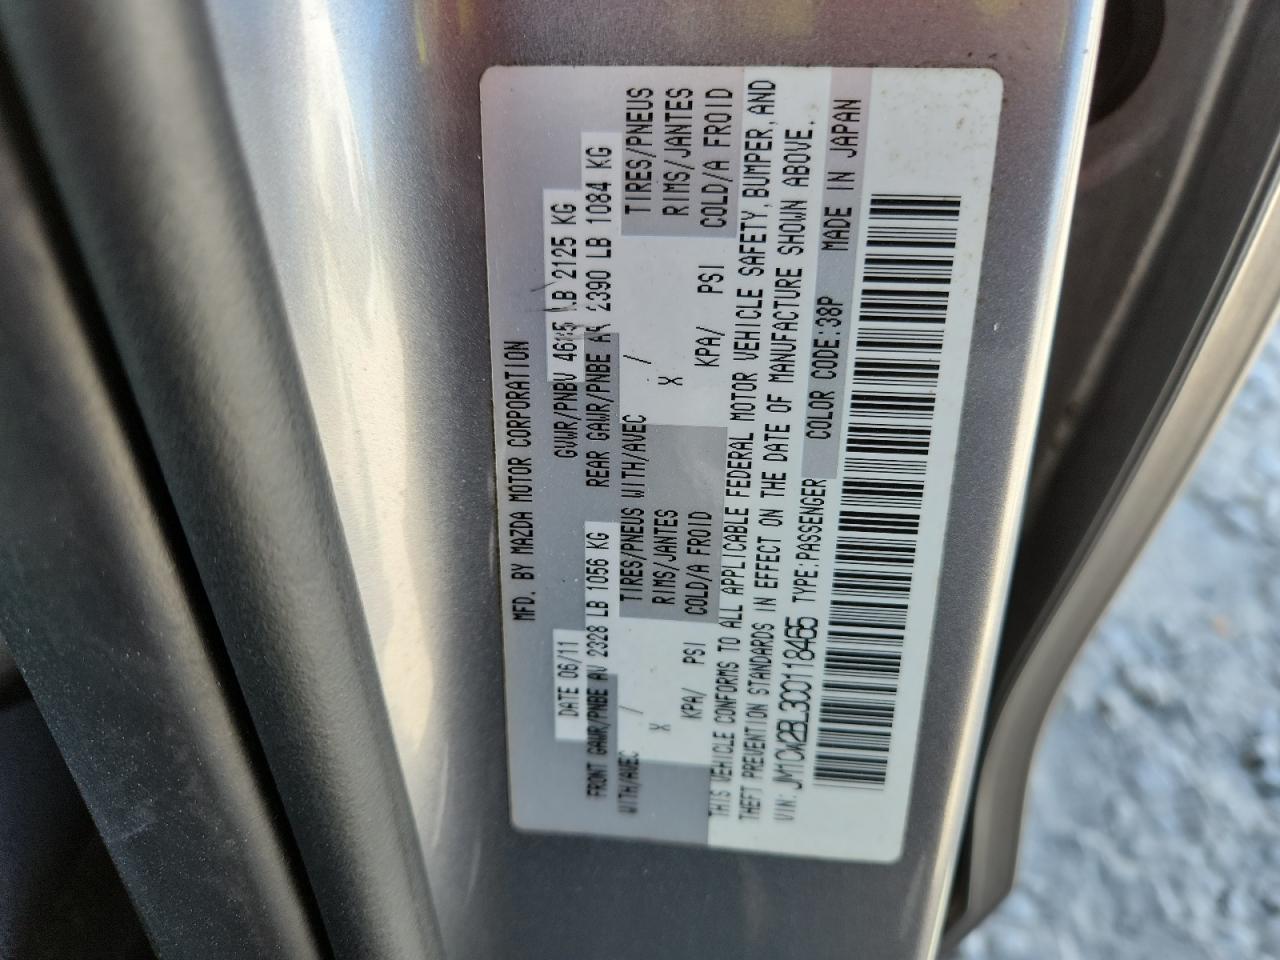 MFD. BY MAZDA MOTOR CORPORATION
DATE 06/11 GVWR/PNBV LB 2125 KG
FRONT GAWR/PNBE AV 2328 LB 1056 KG REAR GAWR/PNBE AR 2390 LB 1084 KG
WITH/AVEC / TIRES/PNEUS WITH/AVEC / TIRES/PNEUS
X RIMS/JANTES X RIMS/JANTES
KPA/ PSI COLD/A FROID KPA/ PSI COLD/A FROID
THIS VEHICLE CONFORMS TO ALL APPLICABLE FEDERAL MOTOR VEHICLE SAFETY, BUMPER, AND
THEFT PREVENTION STANDARDS IN EFFECT ON THE DATE OF MANUFACTURE SHOWN ABOVE.
VIN: TYPE:PASSENGER COLOR CODE:38P MADE IN JAPAN